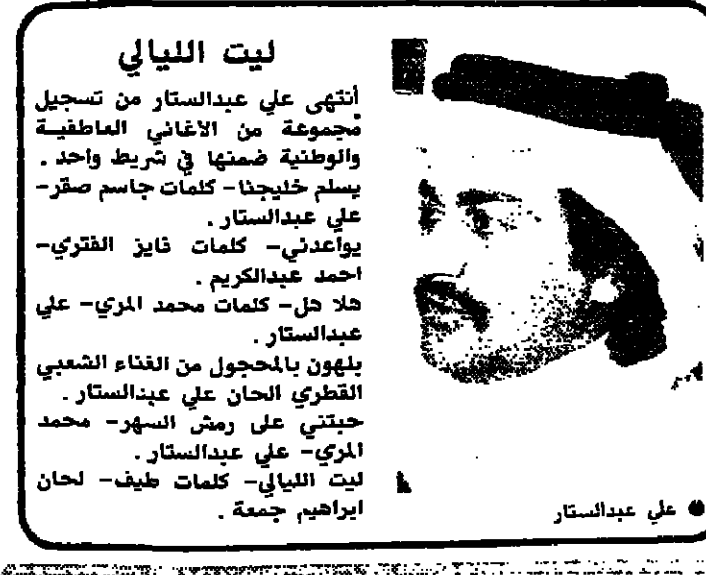 ليت الليالي
أنتهى علي عبدالستار من تسجيل
مجموعة من الاغاني العاطفية
والوطنية ضمنها في شريط واحد .
يسلم خليجنا- كلمات جاسم صقر-
علي عبدالستار .
يواعدني- كلمات فايز الفتري-
احمد عبدالكريم .
هلا هل- كلمات محمد المري- علي
عبدالستار .
يلهون بالمحجول من الغناء الشعبي
القطري الحان علي عبدالستار .
حبتني على رمش السهر- محمد
المري- علي عبدالستار .
ليت الليالي- كلمات طيف- لحان
ابراهيم جمعة .
علي عبدالستار